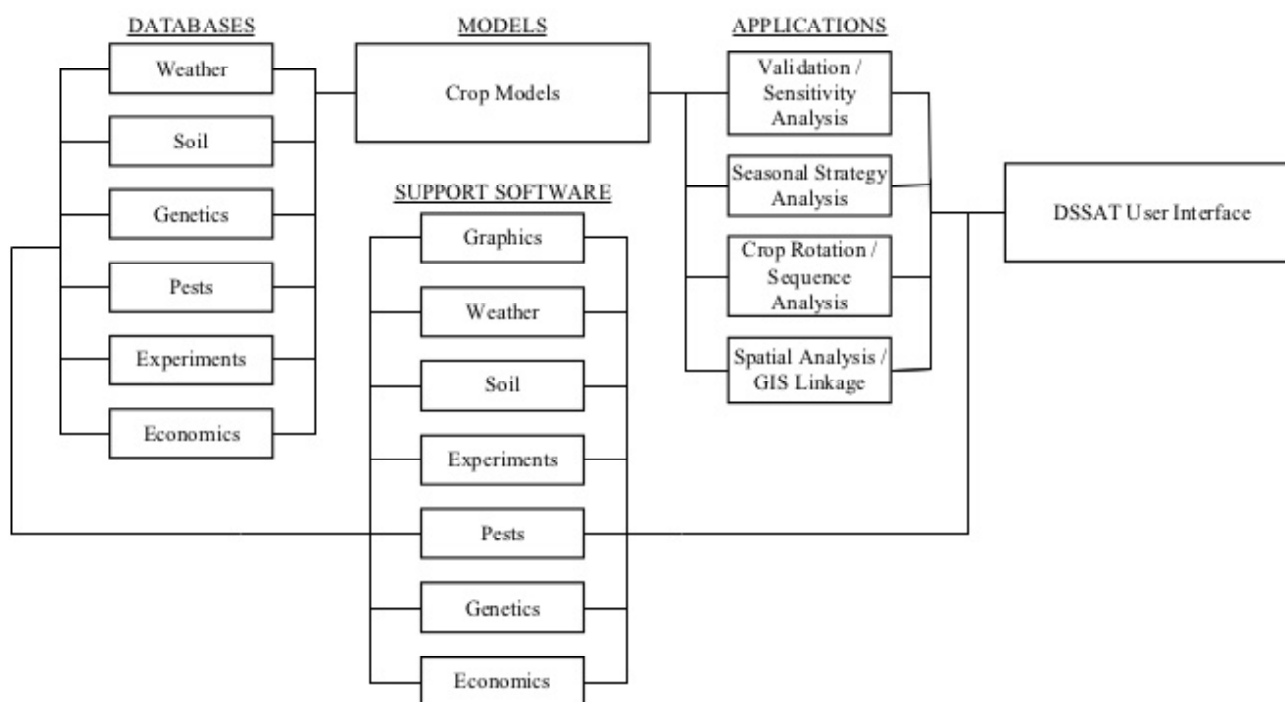 DATABASES
Weather
Soil
Genetics
Pests
Experiments
Economics
MODELS
Crop Models
SUPPORT SOFTWARE
Graphics
Weather
Soil
Experiments
Pests
Genetics
Economics
APPLICATIONS
Validation /
Sensitivity
Analysis
Seasonal Strategy
Analysis
Crop Rotation /
Sequence
Analysis
Spatial Analysis /
GIS Linkage
DSSAT User Interface